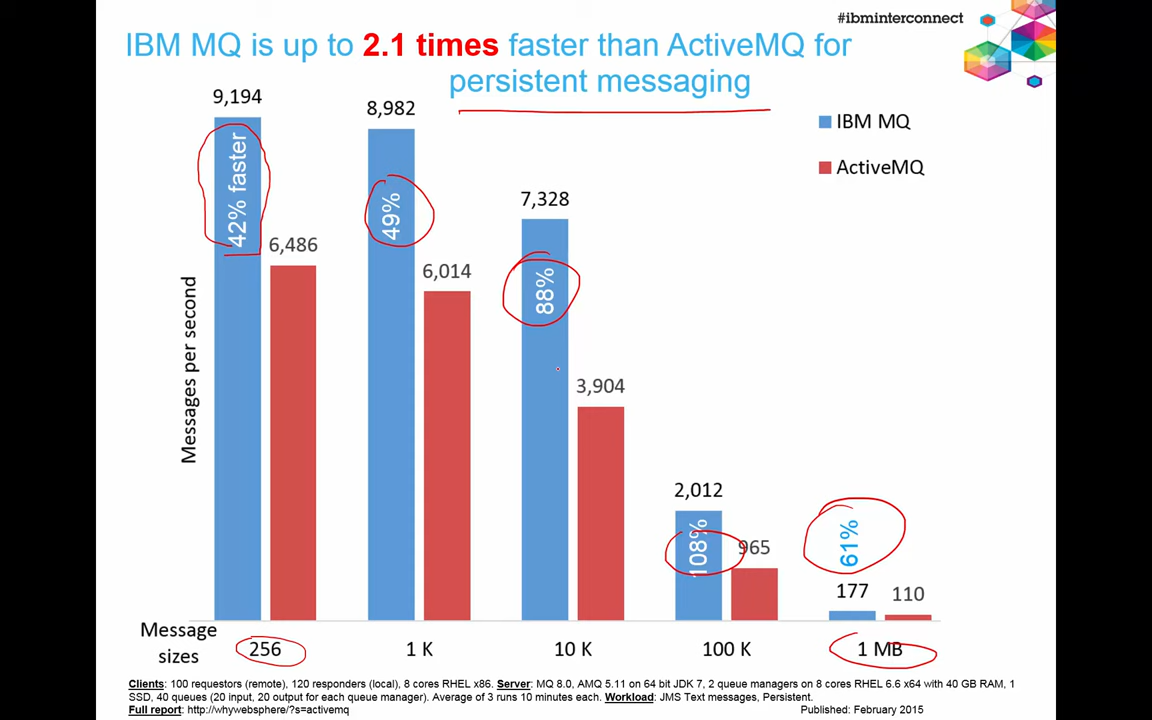 #ibminterconnect
IBM MQ is up to 2.1 times faster than ActiveMQ for
persistent messaging
9,194
8,982
IBM MQ
ActiveMQ
42% faster
49%
7,328
6,486
6,014
88%
Messages per second
3,904
2,012
108%
965
61%
177
110
Message
sizes
256
1 K
10 K
100 K
1 MB
Clients: 100 requestors (remote), 120 responders (local), 8 cores RHEL x86. Server: MQ 8.0, AMQ 5.11 on 64 bit JDK 7, 2 queue managers on 8 cores RHEL 6.6 x64 with 40 GB RAM, 1
SSD, 40 queues (20 input, 20 output for each queue manager). Average of 3 runs 10 minutes each. Workload: JMS Text messages, Persistent.
Full report: http://whywebsphere/?s=activemq
Published: February 2015